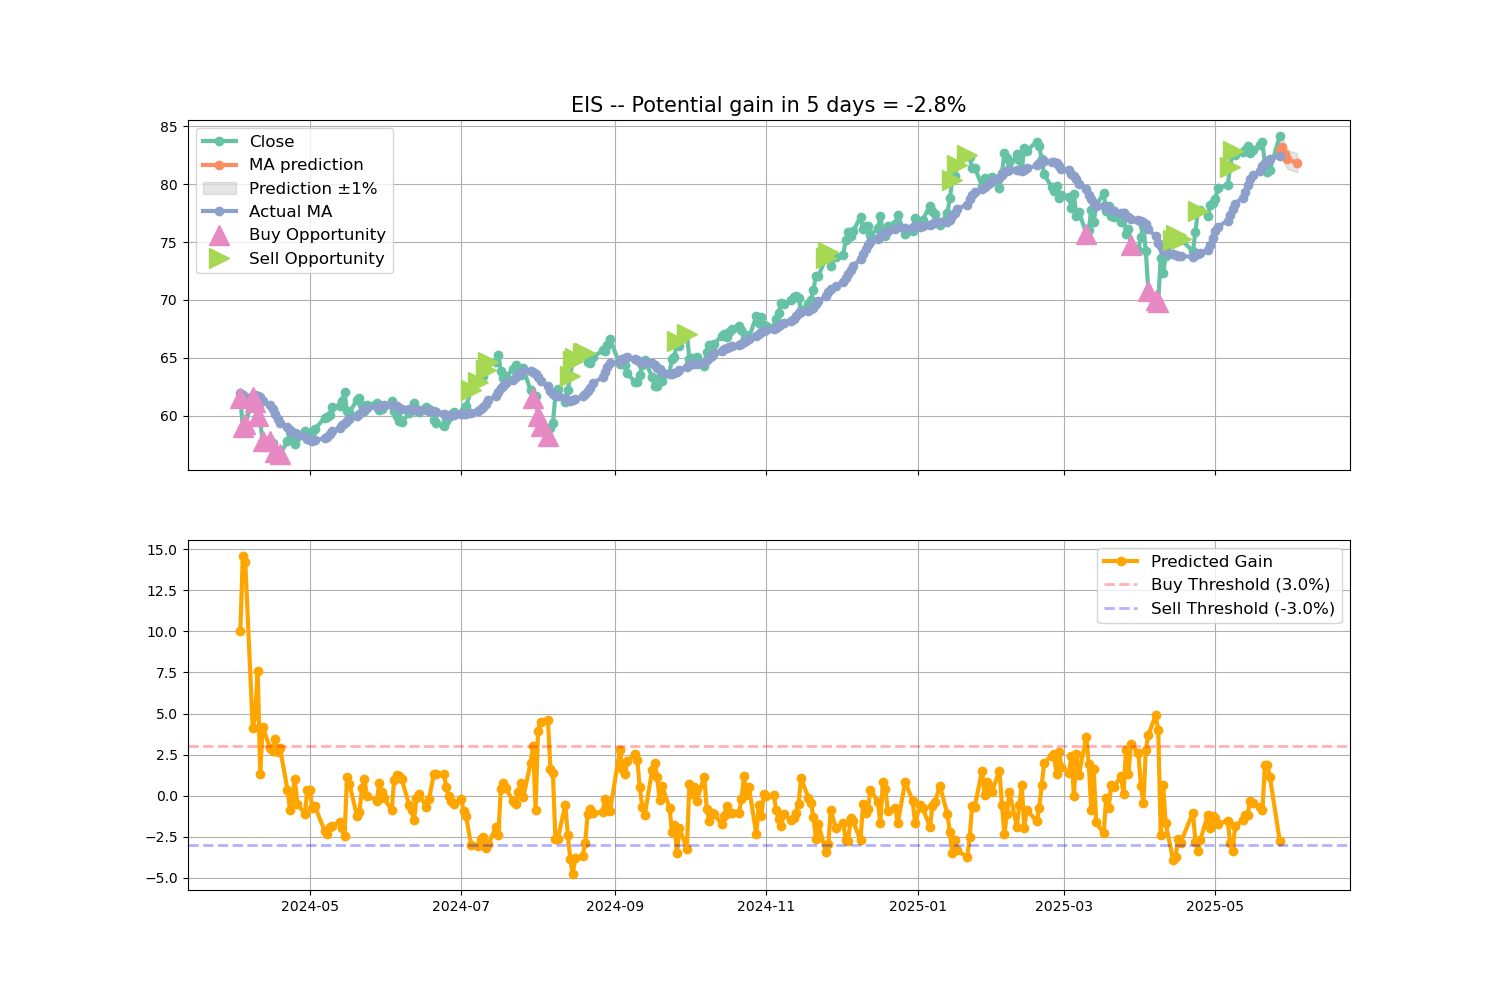 EIS -- Potential gain in 5 days = -2.8%
85
80
75
70
65
60
Close
MA prediction
Prediction ±1%
Actual MA
Buy Opportunity
Sell Opportunity
15.0
12.5
10.0
7.5
5.0
2.5
0.0
−2.5
−5.0
Predicted Gain
Buy Threshold (3.0%)
Sell Threshold (-3.0%)
2024-05
2024-07
2024-09
2024-11
2025-01
2025-03
2025-05